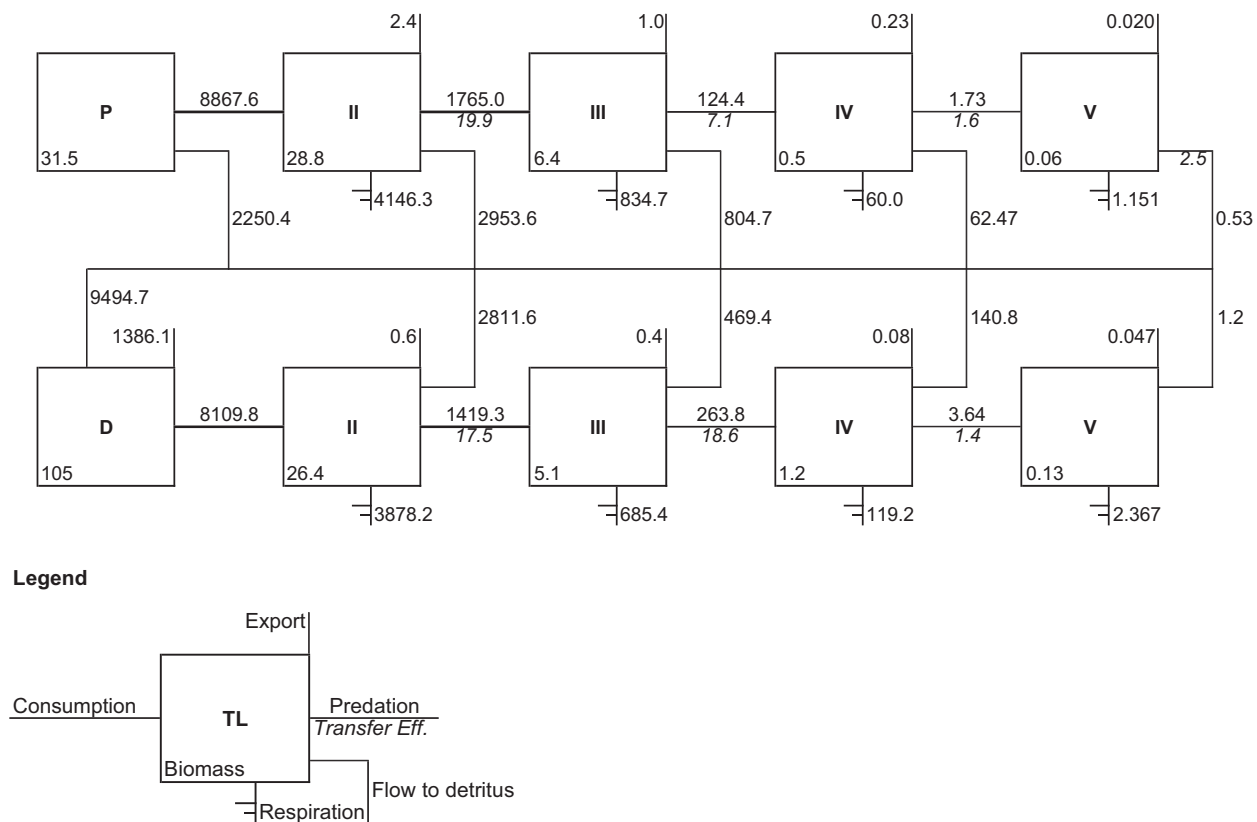 2.4 1.0 0.23 0.020
P 8867.6 II 1765.0 III 124.4 IV 1.73 V
19.9 7.1 1.6
31.5 28.8 6.4 0.5 0.06 2.5
4146.3 834.7 60.0 1.151
2250.4 2953.6 804.7 62.47 0.53
9494.7 2811.6 469.4 140.8 1.2
1386.1 0.6 0.4 0.08 0.047
D 8109.8 II 1419.3 III 263.8 IV 3.64 V
17.5 18.6 1.4
105 26.4 5.1 1.2 0.13
3878.2 685.4 119.2 2.367
Legend
Export
Consumption TL Predation
Transfer Eff.
Biomass
Flow to detritus
Respiration